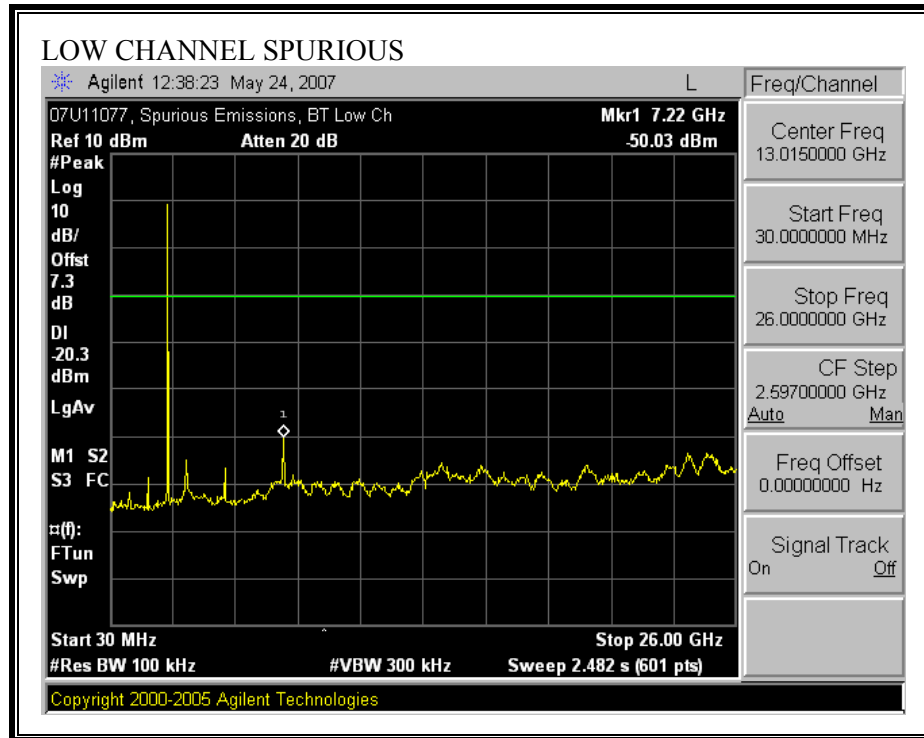 LOW CHANNEL SPURIOUS
Agilent 12:38:23 May 24, 2007 L Freq/Channel
07U11077, Spurious Emissions, BT Low Ch Mkr1 7.22 GHz
Ref 10 dBm Atten 20 dB -50.03 dBm
#Peak
Log
10
dB/
Offst
7.3
dB
DI
-20.3
dBm
LgAv
M1 S2
S3 FC
¤(f):
FTun
Swp
1
Start 30 MHz Stop 26.00 GHz
#Res BW 100 kHz #VBW 300 kHz Sweep 2.482 s (601 pts)
Copyright 2000-2005 Agilent Technologies
Center Freq
13.0150000 GHz
Start Freq
30.0000000 MHz
Stop Freq
26.0000000 GHz
CF Step
2.59700000 GHz
Auto Man
Freq Offset
0.00000000 Hz
Signal Track
On Off